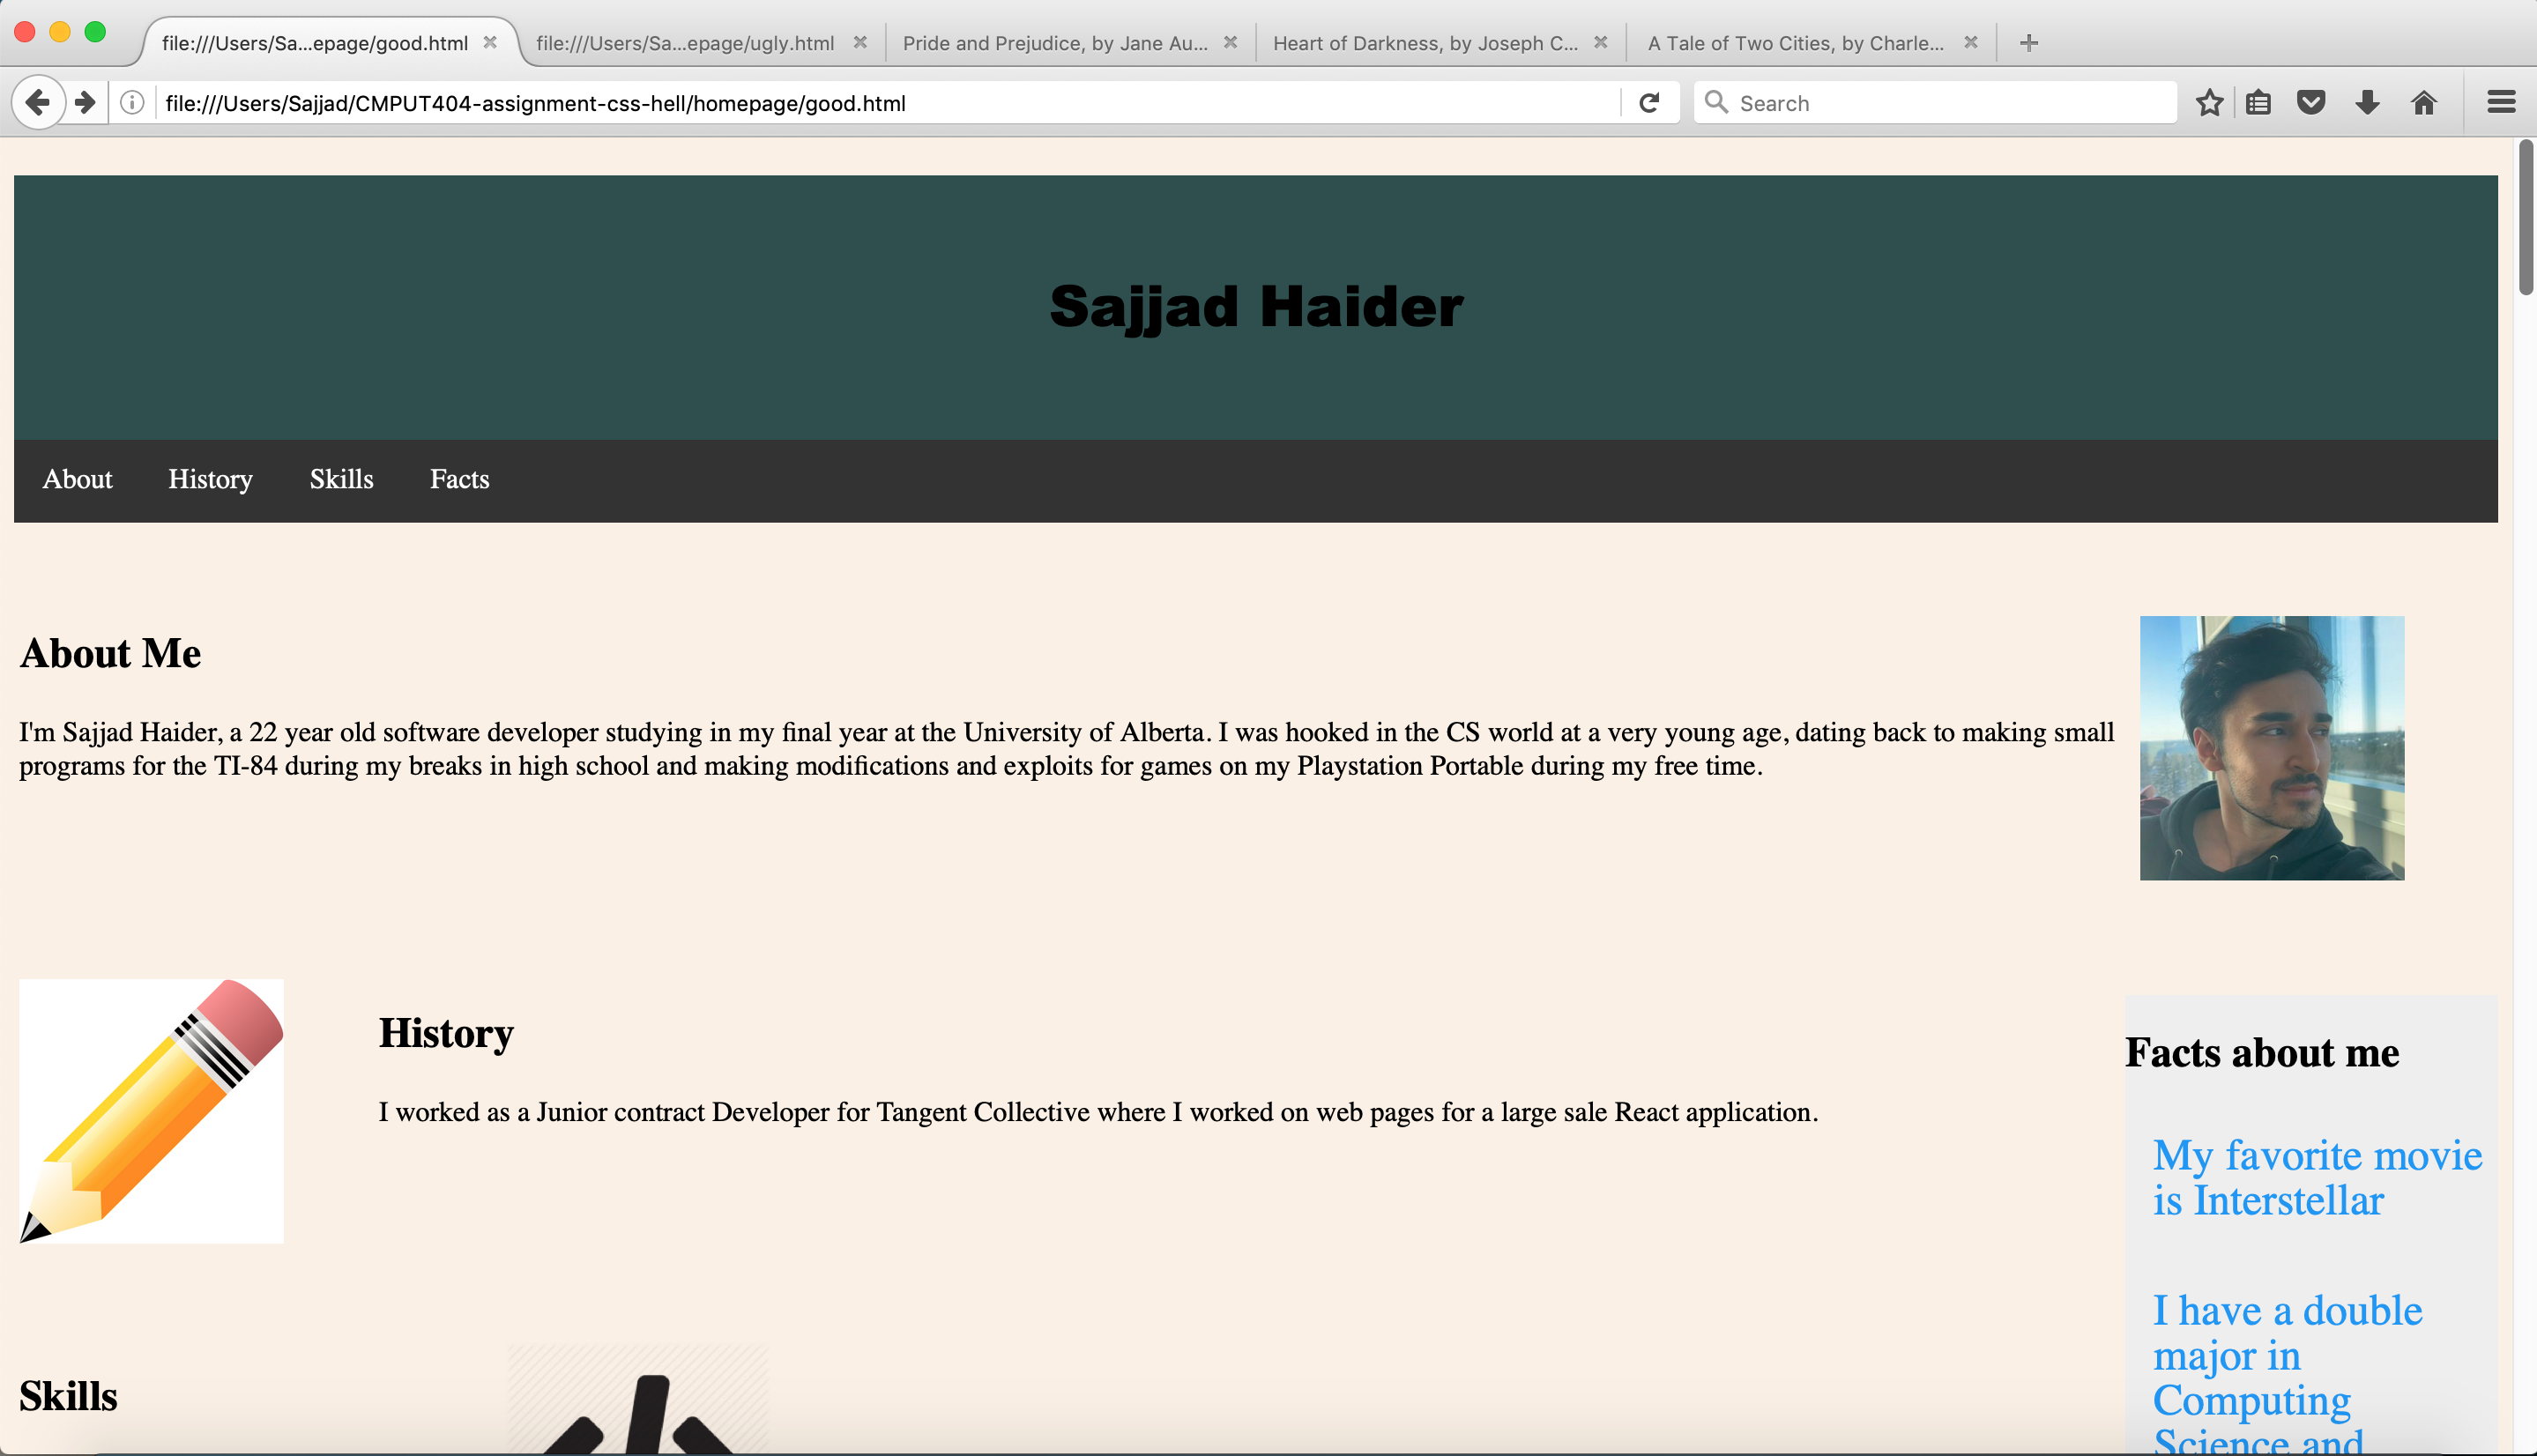 file:///Users/Sa...epage/good.html
file:///Users/Sa...epage/ugly.html
Pride and Prejudice, by Jane Au...
Heart of Darkness, by Joseph C...
A Tale of Two Cities, by Charle...
file:///Users/Sajjad/CMPUT404-assignment-css-hell/homepage/good.html
Search
Sajjad Haider
About
History
Skills
Facts
About Me
I'm Sajjad Haider, a 22 year old software developer studying in my final year at the University of Alberta. I was hooked in the CS world at a very young age, dating back to making small
programs for the TI-84 during my breaks in high school and making modifications and exploits for games on my Playstation Portable during my free time.
History
I worked as a Junior contract Developer for Tangent Collective where I worked on web pages for a large sale React application.
Facts about me
My favorite movie
is Interstellar
I have a double
major in
Computing
Science and
Skills